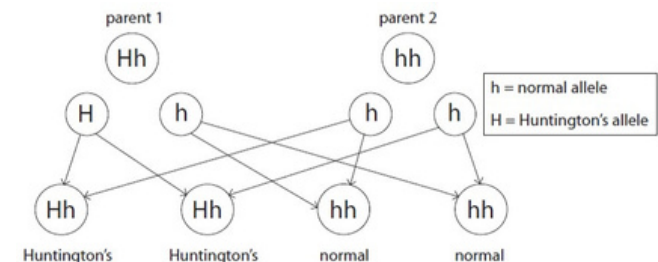 parent 1
parent 2
Hh
hh
H
h
h
h
h = normal allele
H = Huntington's allele
Hh
Hh
hh
hh
Huntington's
Huntington's
normal
normal